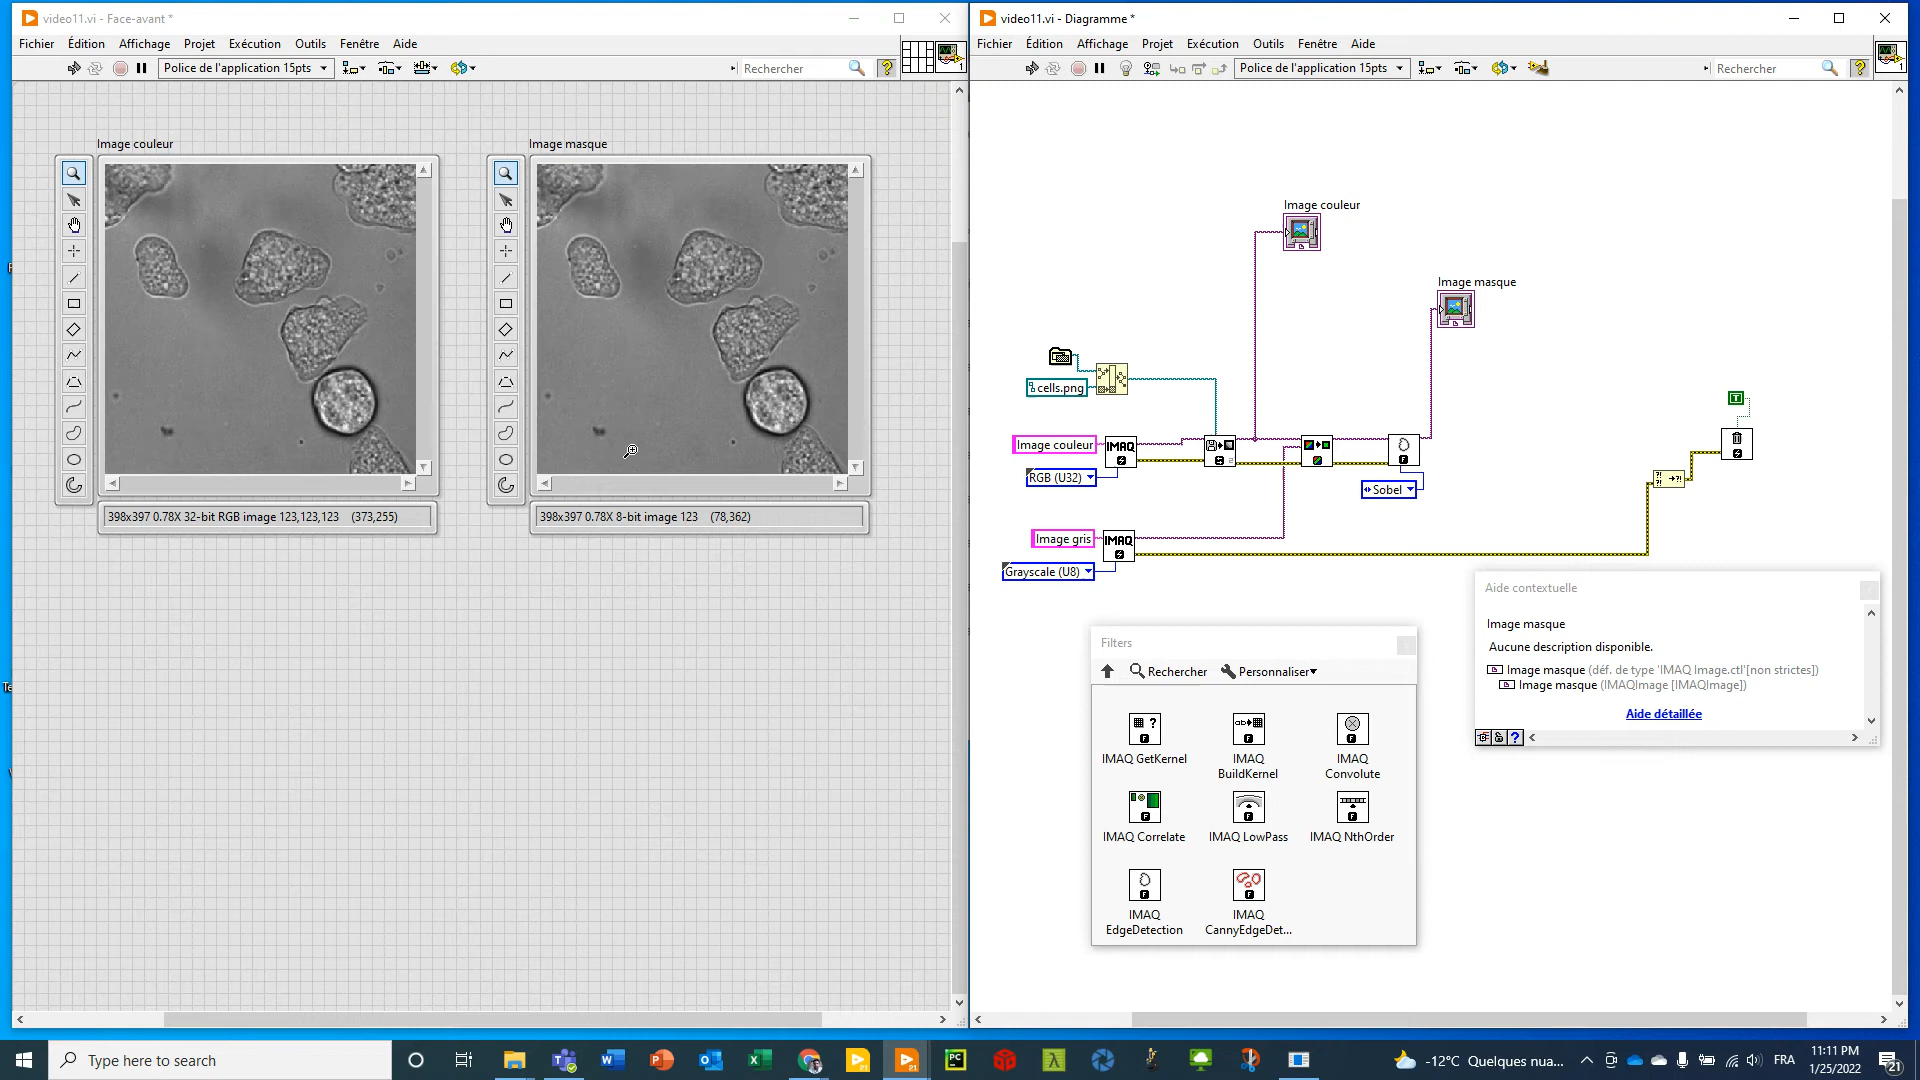 video11.vi - Face-avant *
Fichier Édition Affichage Projet Exécution Outils Fenêtre Aide
Police de l'application 15pts
Rechercher
Image couleur
Image masque
398x397 0.78X 32-bit RGB image 123,123,123 (373,255)
398x397 0.78X 8-bit image 123 (78,362)
video11.vi - Diagramme *
Fichier Édition Affichage Projet Exécution Outils Fenêtre Aide
Police de l'application 15pts
Rechercher
Image couleur
Image masque
cells.png
Image couleur
IMAQ
RGB (U32)
Sobel
Image gris
IMAQ
Grayscale (U8)
T
Filters
Rechercher
Personnaliser
IMAQ GetKernel
IMAQ BuildKernel
IMAQ Convolute
IMAQ Correlate
IMAQ LowPass
IMAQ NthOrder
IMAQ EdgeDetection
IMAQ CannyEdgeDet...
Aide contextuelle
Image masque
Aucune description disponible.
Image masque (déf. de type 'IMAQ Image.ctl'[non strictes])
Image masque (IMAQImage [IMAQImage])
Aide détaillée
Type here to search
-12°C Quelques nua...
FRA
11:11 PM
1/25/2022
21